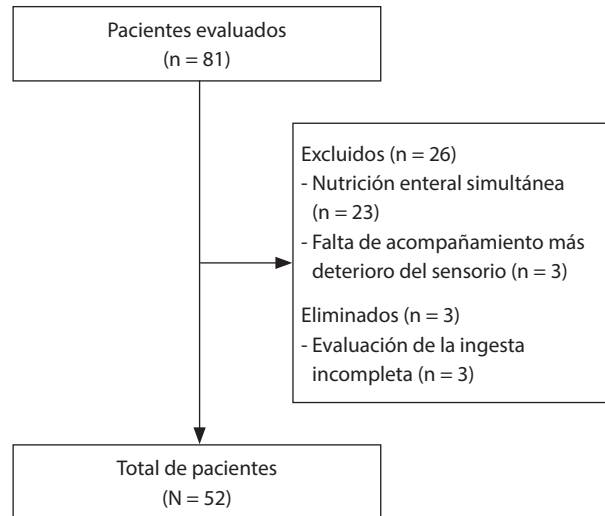 Pacientes evaluados
(n = 81)
Excluidos (n = 26)
- Nutrición enteral simultánea
(n = 23)
- Falta de acompañamiento más
deterioro del sensorio (n = 3)
Eliminados (n = 3)
- Evaluación de la ingesta
incompleta (n = 3)
Total de pacientes
(N = 52)